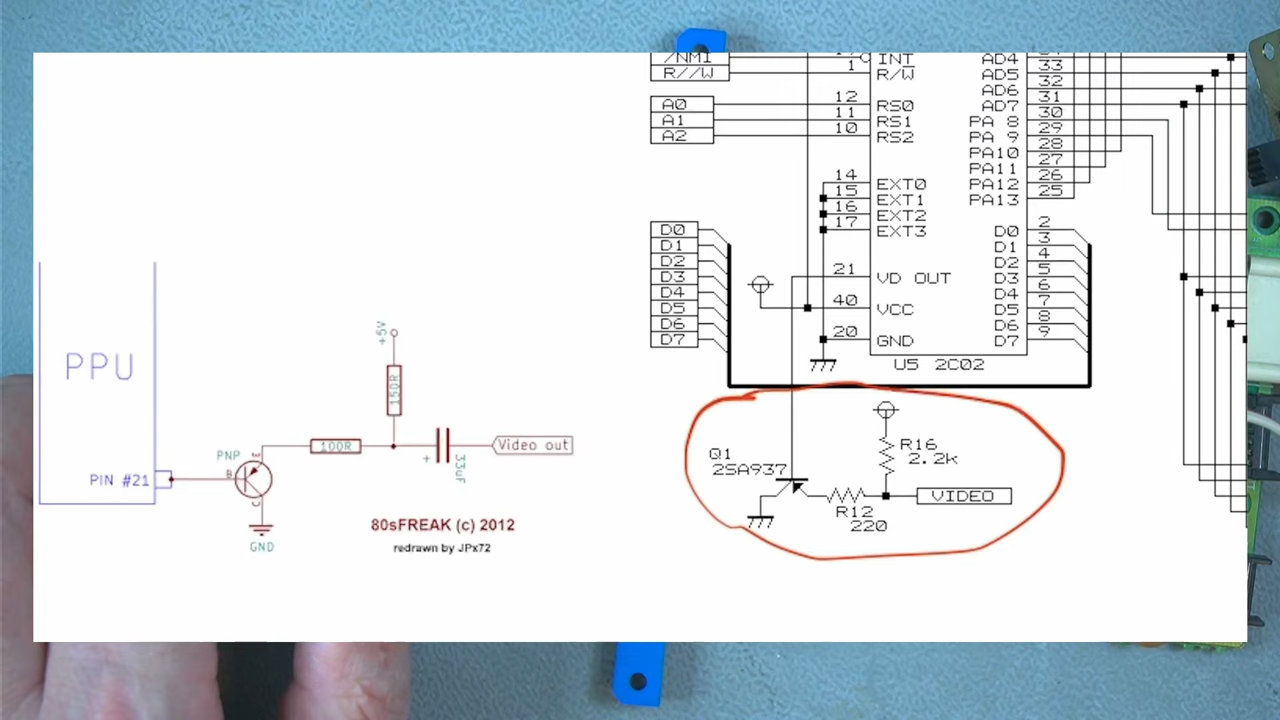 PPU
PIN #21
PNP
B
E
C
GND
100R
+5V
150R
+
33uF
Video out
80sFREAK (c) 2012
redrawn by JPx72
/NMI
R//W
A0
A1
A2
D0
D1
D2
D3
D4
D5
D6
D7
1
12
11
10
14
15
16
17
21
40
20
INT
R/W
RS0
RS1
RS2
EXT0
EXT1
EXT2
EXT3
VD OUT
VCC
GND
AD4
AD5
AD6
AD7
PA 8
PA 9
PA10
PA11
PA12
PA13
D0
D1
D2
D3
D4
D5
D6
D7
33
32
31
30
29
28
27
26
25
2
3
4
5
6
7
8
9
U5 2C02
Q1
2SA937
R16
2.2k
R12
220
VIDEO